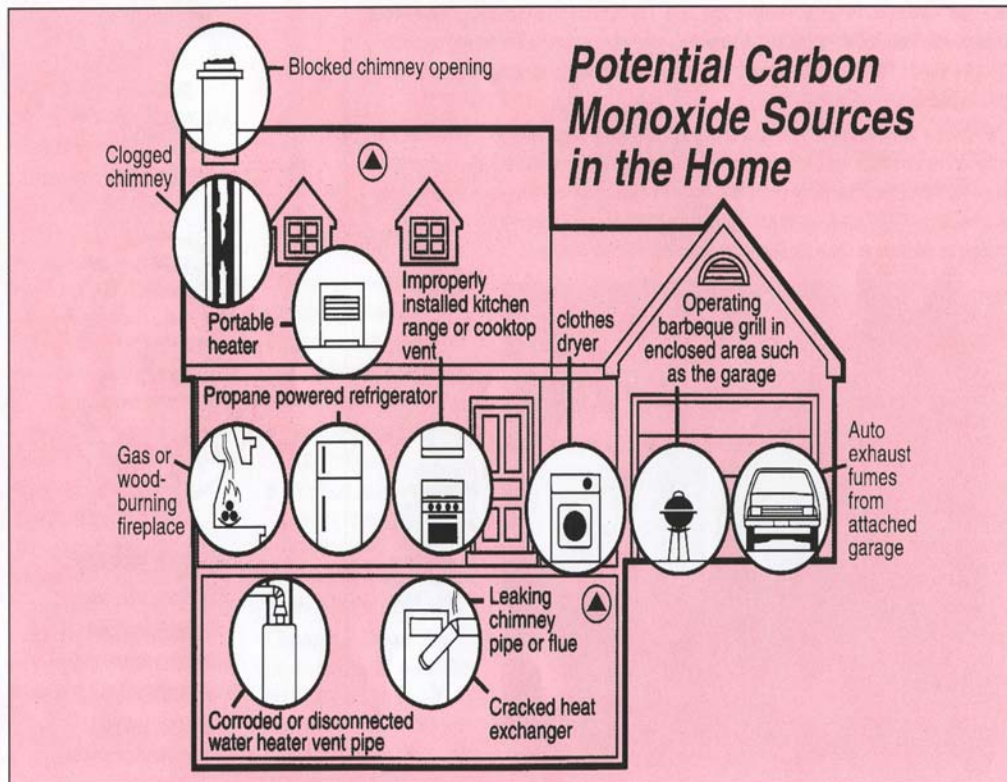 Potential Carbon
Monoxide Sources
in the Home
Blocked chimney opening
Clogged
chimney
Portable
heater
Improperly
installed kitchen
range or cooktop
vent
clothes
dryer
Operating
barbeque grill in
enclosed area such
as the garage
Propane powered refrigerator
Gas or
wood-
burning
fireplace
Auto
exhaust
fumes
from
attached
garage
Leaking
chimney
pipe or flue
Corroded or disconnected
water heater vent pipe
Cracked heat
exchanger